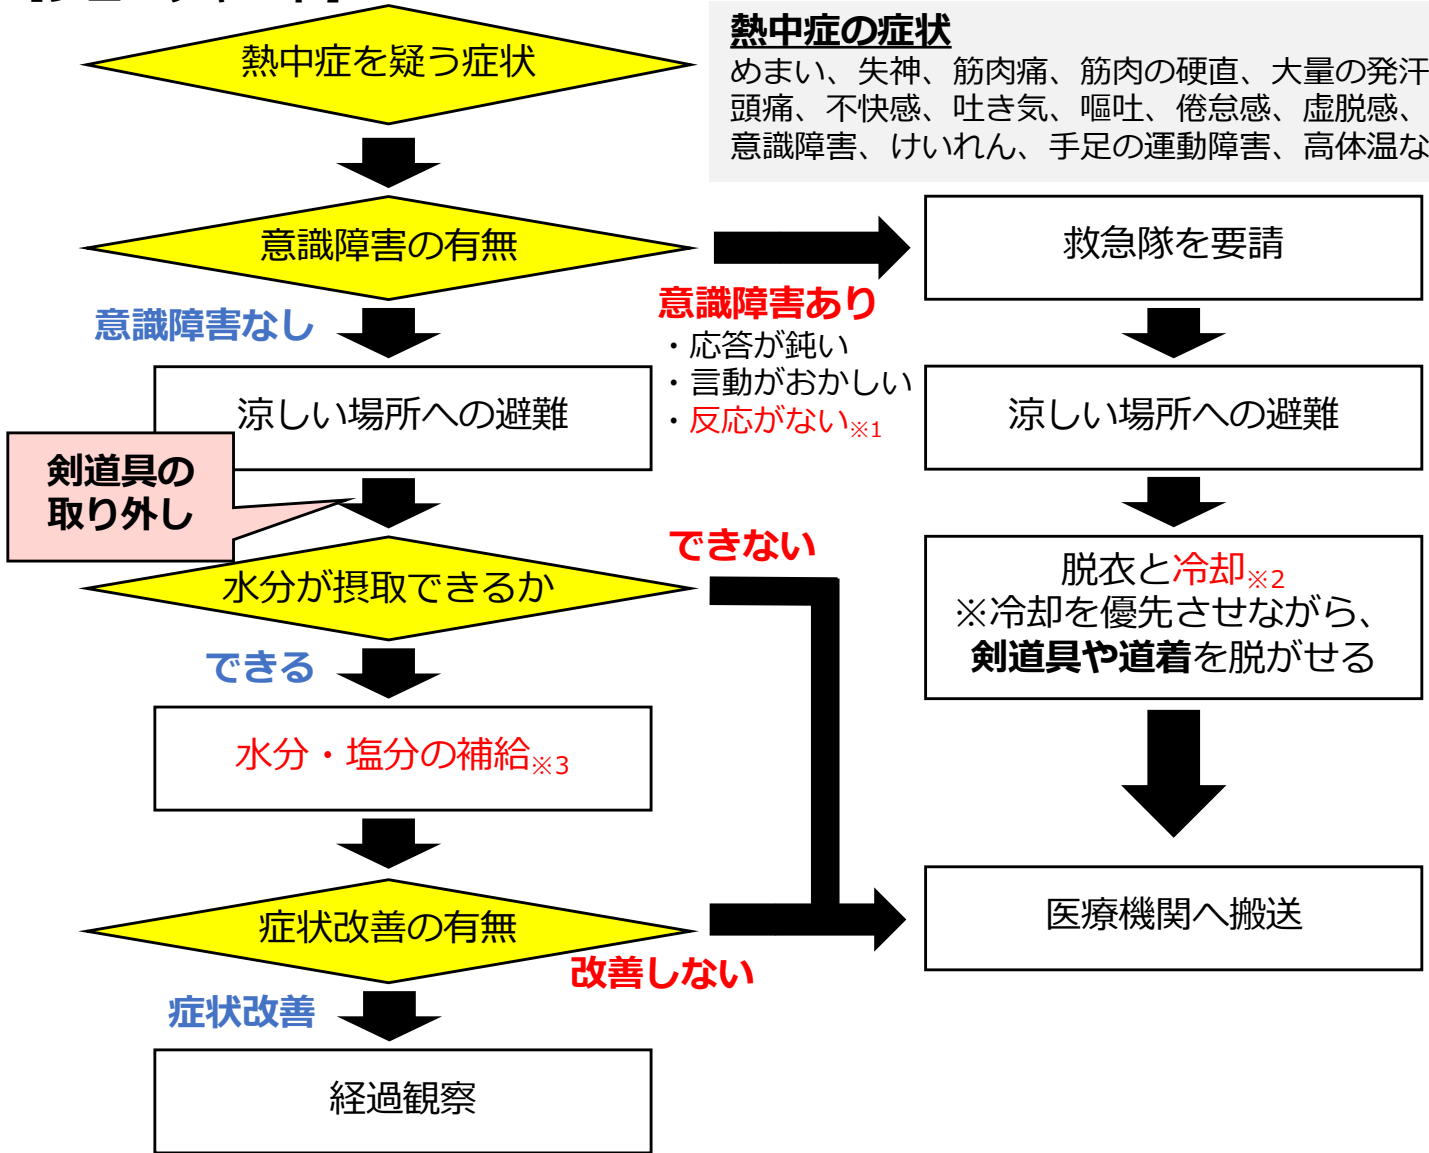 熱中症を疑う症状
熱中症の症状
めまい、失神、筋肉痛、筋肉の硬直、大量の発汗
頭痛、不快感、吐き気、嘔吐、倦怠感、虚脱感、
意識障害、けいれん、手足の運動障害、高体温な
意識障害の有無
救急隊を要請
意識障害なし
意識障害あり
・応答が鈍い
・言動がおかしい
・反応がない※1
涼しい場所への避難
涼しい場所への避難
剣道具の
取り外し
水分が摂取できるか
できない
脱衣と冷却※2
※冷却を優先させながら、
剣道具や道着を脱がせる
できる
水分・塩分の補給※3
症状改善の有無
医療機関へ搬送
改善しない
症状改善
経過観察